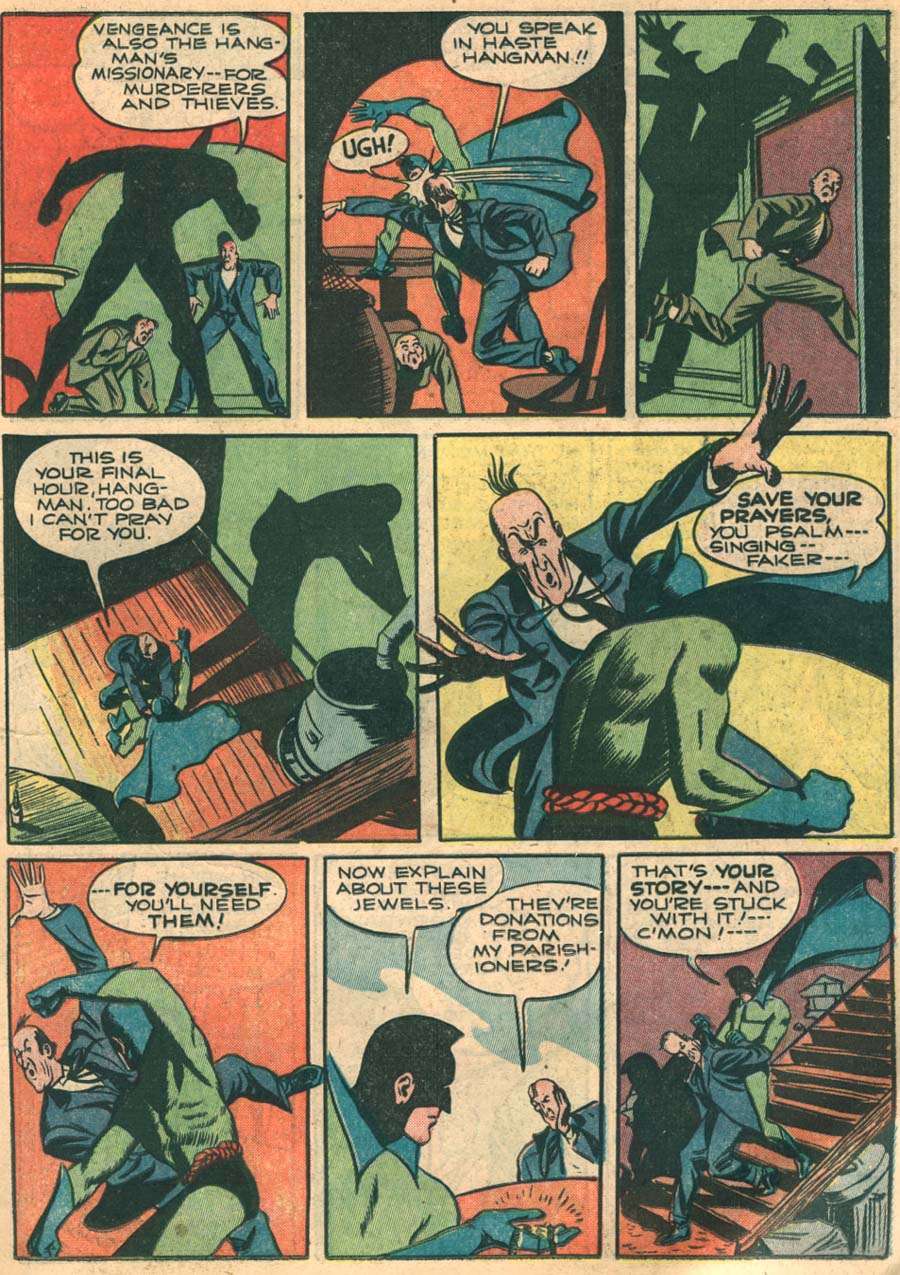 VENGEANCE IS
ALSO THE HANG-
MAN'S
MISSIONARY--FOR
MURDERERS
AND THIEVES.
YOU SPEAK
IN HASTE
HANGMAN!!
UGH!
THIS IS
YOUR FINAL
HOUR, HANG-
MAN. TOO BAD
I CAN'T PRAY
FOR YOU.
SAVE YOUR
PRAYERS,
YOU PSALM---
SINGING--
FAKER---
---FOR YOURSELF.
YOU'LL NEED
THEM!
NOW EXPLAIN
ABOUT THESE
JEWELS.
THEY'RE
DONATIONS
FROM
MY PARISH-
IONERS!
THAT'S YOUR
STORY---AND
YOU'RE STUCK
WITH IT!---
C'MON!----